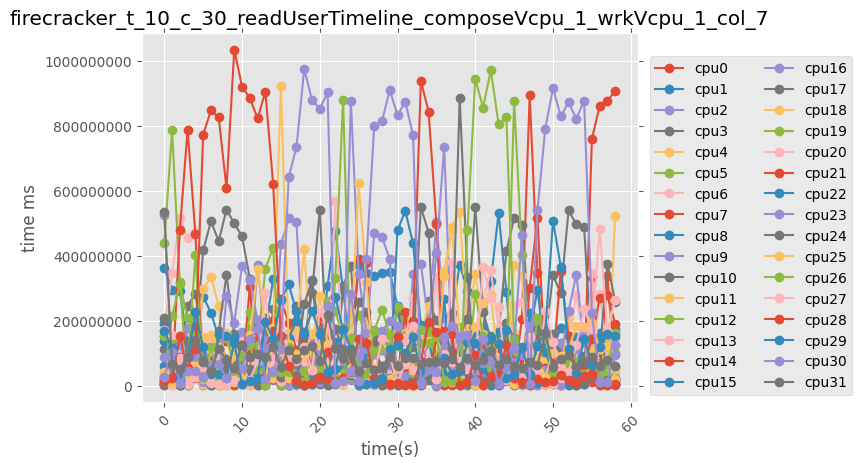 firecracker_t_10_c_30_readUserTimeline_composeVcpu_1_wrkVcpu_1_col_7
time ms
1000000000
800000000
600000000
400000000
200000000
0
0 10 20 30 40 50 60
time(s)
cpu0 cpu16
cpu1 cpu17
cpu2 cpu18
cpu3 cpu19
cpu4 cpu20
cpu5 cpu21
cpu6 cpu22
cpu7 cpu23
cpu8 cpu24
cpu9 cpu25
cpu10 cpu26
cpu11 cpu27
cpu12 cpu28
cpu13 cpu29
cpu14 cpu30
cpu15 cpu31